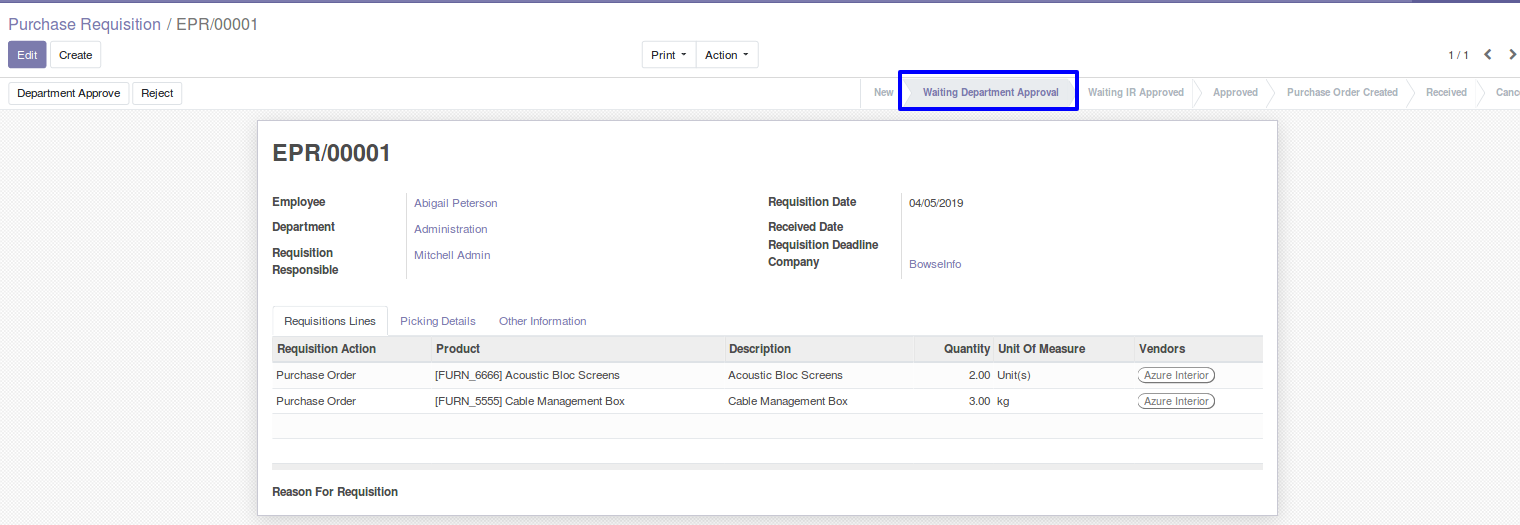 Purchase Requisition / EPR/00001
Edit Create Print Action 1 / 1
Department Approve Reject New Waiting Department Approval Waiting IR Approved Approved Purchase Order Created Received Canc
EPR/00001
Employee Abigail Peterson Requisition Date 04/05/2019
Department Administration Received Date
Requisition Deadline
Requisition Responsible Mitchell Admin Company BowseInfo
Requisitions Lines Picking Details Other Information
Requisition Action Product Description Quantity Unit Of Measure Vendors
Purchase Order [FURN_6666] Acoustic Bloc Screens Acoustic Bloc Screens 2.00 Unit(s) Azure Interior
Purchase Order [FURN_5555] Cable Management Box Cable Management Box 3.00 kg Azure Interior
Reason For Requisition